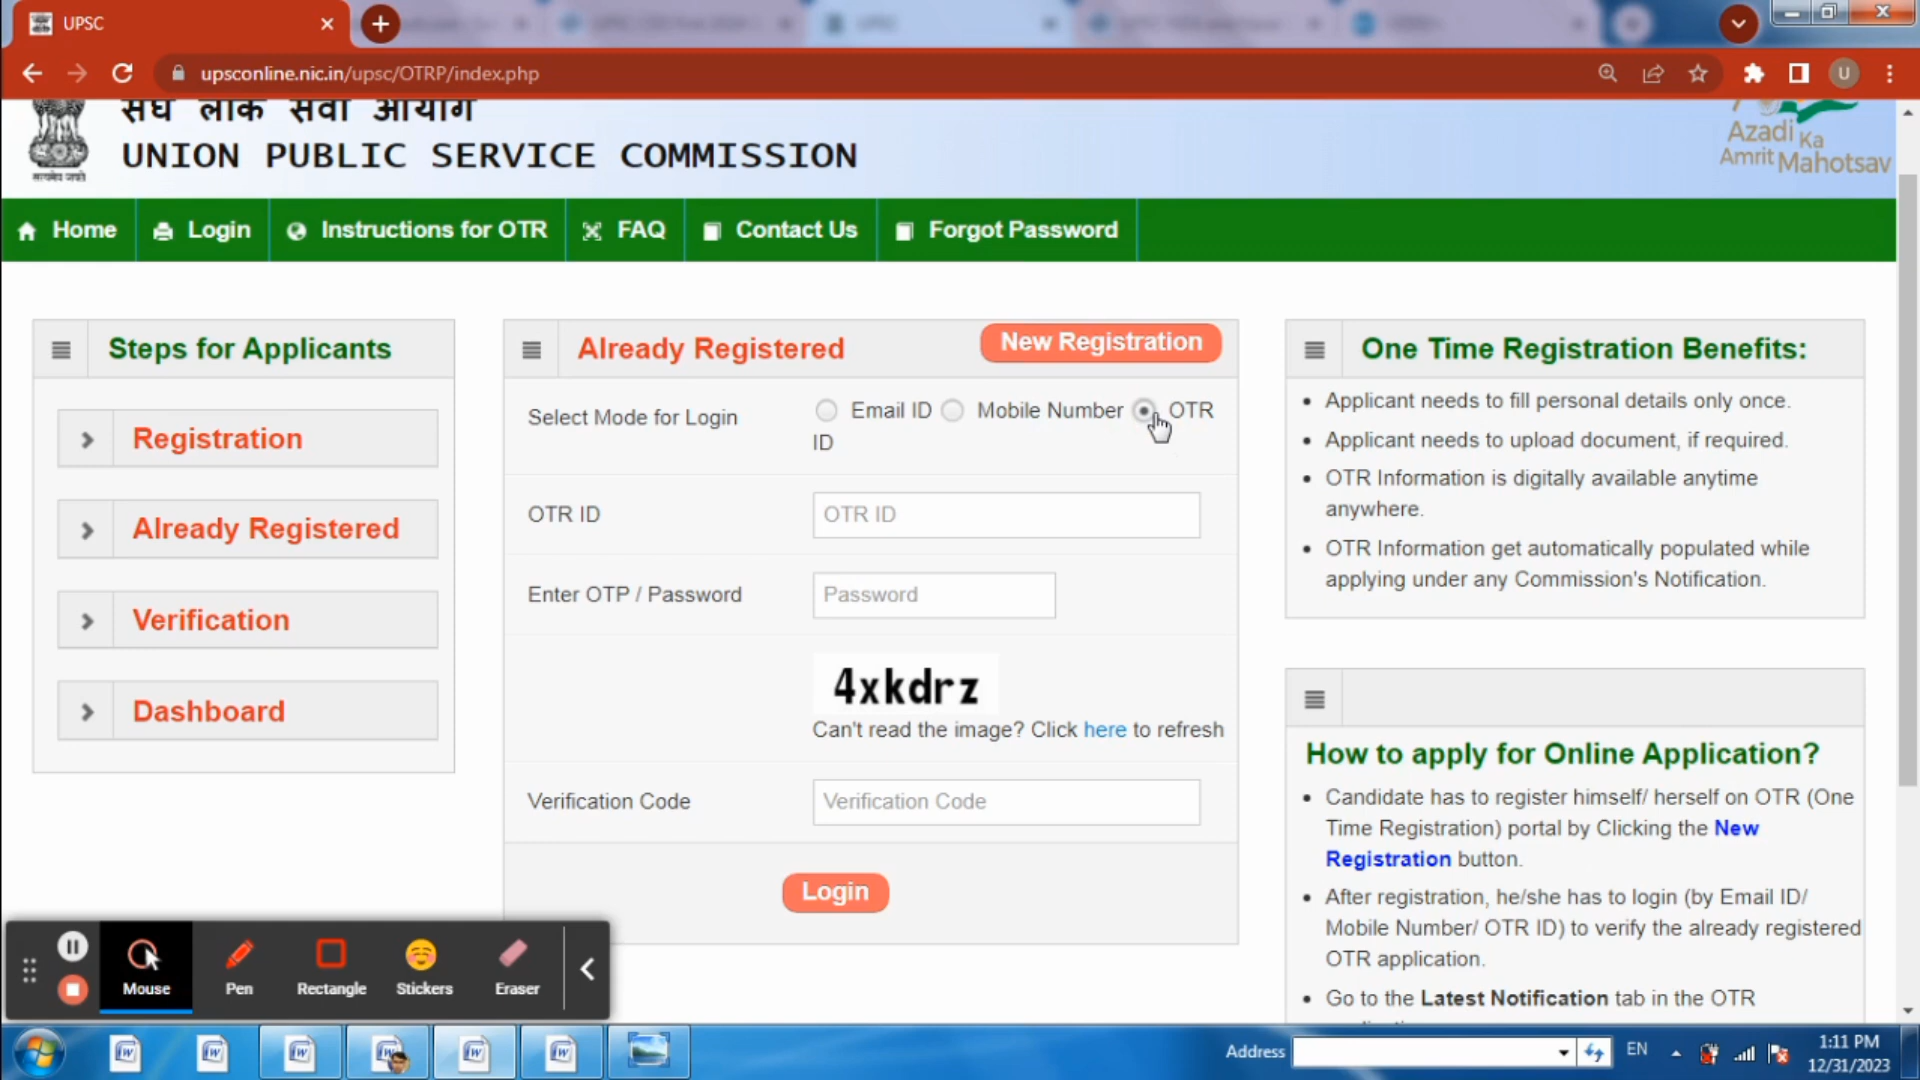 UPSC
upsconline.nic.in/upsc/OTRP/index.php
U
संघ लोक सेवा आयोग
UNION PUBLIC SERVICE COMMISSION
Azadi Ka
Amrit Mahotsav
Home
Login
Instructions for OTR
FAQ
Contact Us
Forgot Password
Steps for Applicants
Registration
Already Registered
Verification
Dashboard
Already Registered
New Registration
Select Mode for Login
Email ID
Mobile Number
OTR
ID
OTR ID
OTR ID
Enter OTP / Password
Password
4xkdrz
Can't read the image? Click here to refresh
Verification Code
Verification Code
Login
One Time Registration Benefits:
Applicant needs to fill personal details only once.
Applicant needs to upload document, if required.
OTR Information is digitally available anytime
anywhere.
OTR Information get automatically populated while
applying under any Commission's Notification.
How to apply for Online Application?
Candidate has to register himself/ herself on OTR (One
Time Registration) portal by Clicking the New
Registration button.
After registration, he/she has to login (by Email ID/
Mobile Number/ OTR ID) to verify the already registered
OTR application.
Go to the Latest Notification tab in the OTR
Mouse
Pen
Rectangle
Stickers
Eraser
Address
EN
1:11 PM
12/31/2023